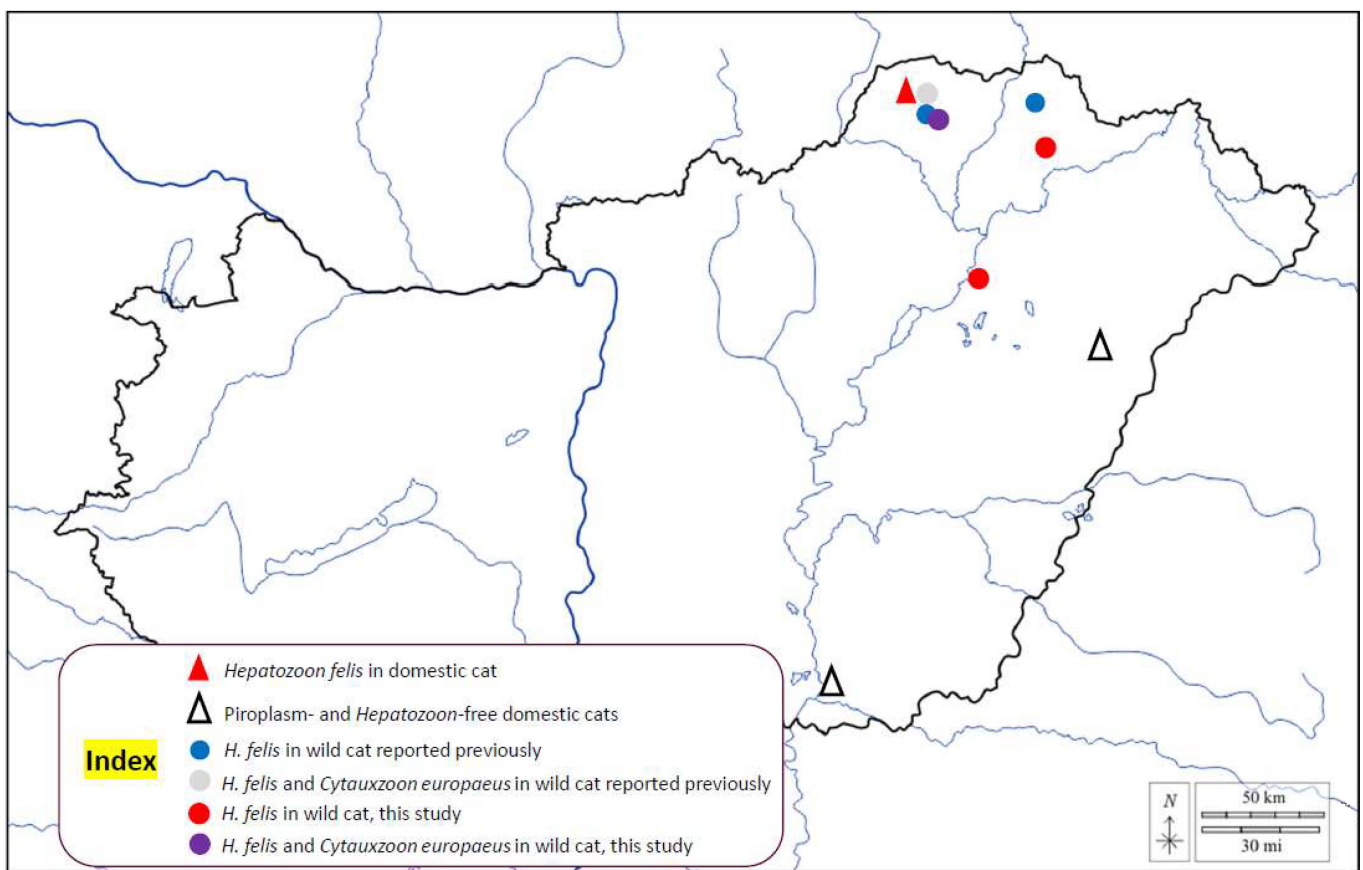 Hepatozoon felis in domestic cat
Piroplasm- and Hepatozoon-free domestic cats
Index
H. felis in wild cat reported previously
H. felis and Cytauxzoon europaeus in wild cat reported previously
H. felis in wild cat, this study
H. felis and Cytauxzoon europaeus in wild cat, this study
N
50 km
30 mi